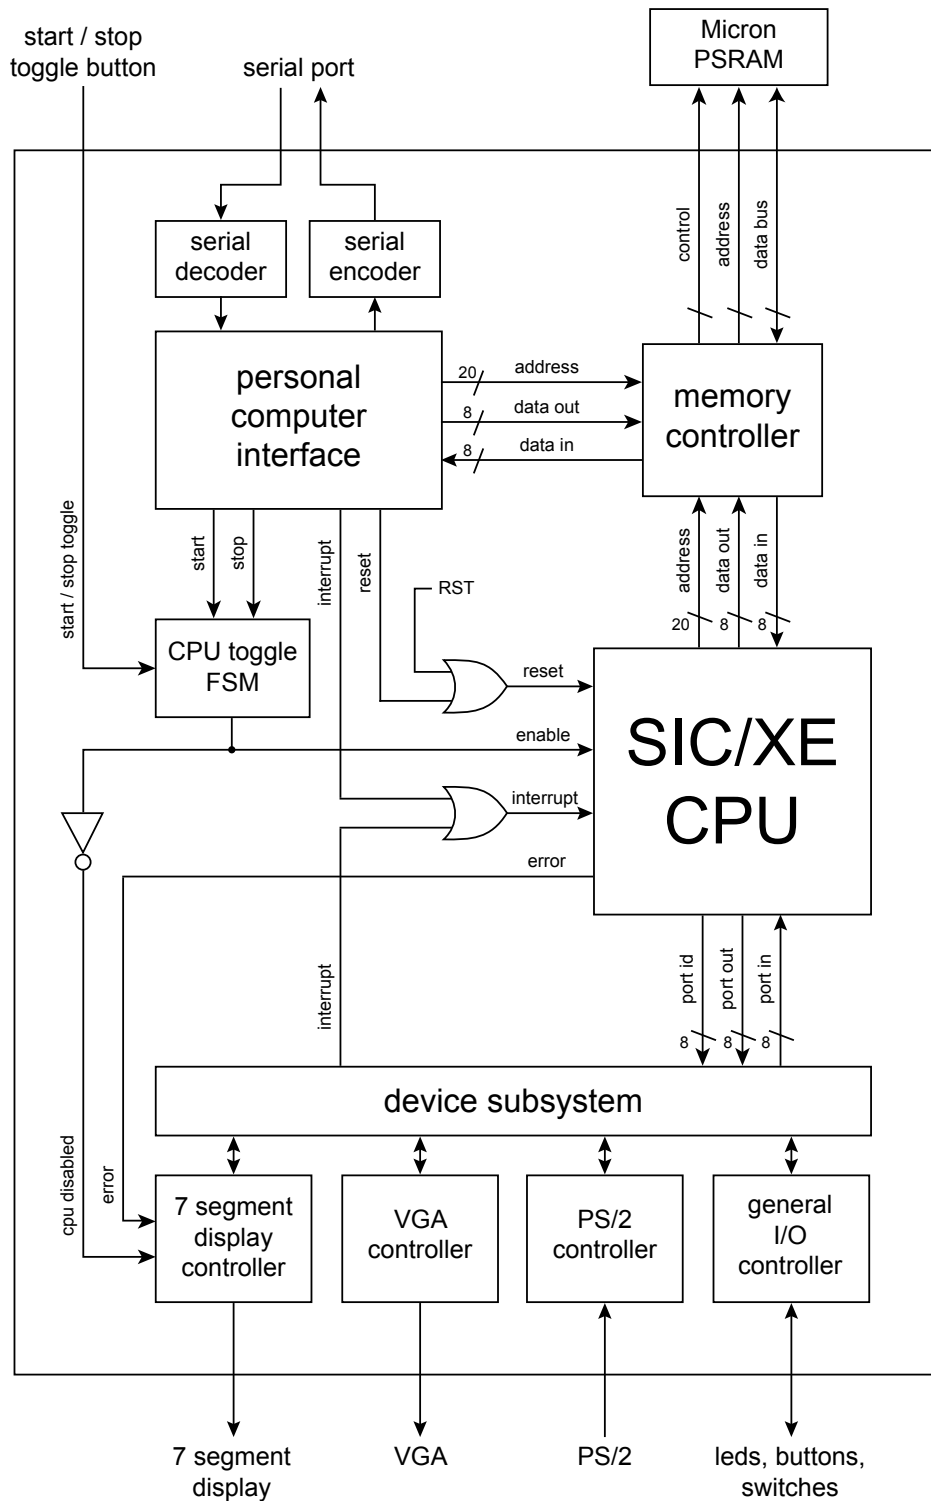 start / stop
toggle button
serial port
Micron
PSRAM
control
address
data bus
serial
decoder
serial
encoder
personal
computer
interface
20
address
8
data out
8
data in
memory
controller
start / stop toggle
start
stop
interrupt
reset
address
data out
data in
20
8
8
RST
CPU toggle
FSM
reset
enable
interrupt
error
SIC/XE
CPU
interrupt
port id
port out
port in
8
8
8
device subsystem
cpu disabled
error
7 segment
display
controller
VGA
controller
PS/2
controller
general
I/O
controller
7 segment
display
VGA
PS/2
leds, buttons,
switches